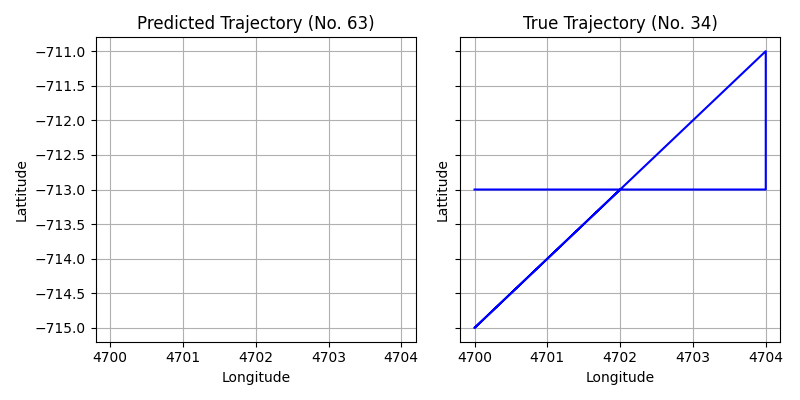 Predicted Trajectory (No. 63)
True Trajectory (No. 34)
Lattitude
−711.0
−711.5
−712.0
−712.5
−713.0
−713.5
−714.0
−714.5
−715.0
4700 4701 4702 4703 4704
Longitude
Lattitude
4700 4701 4702 4703 4704
Longitude